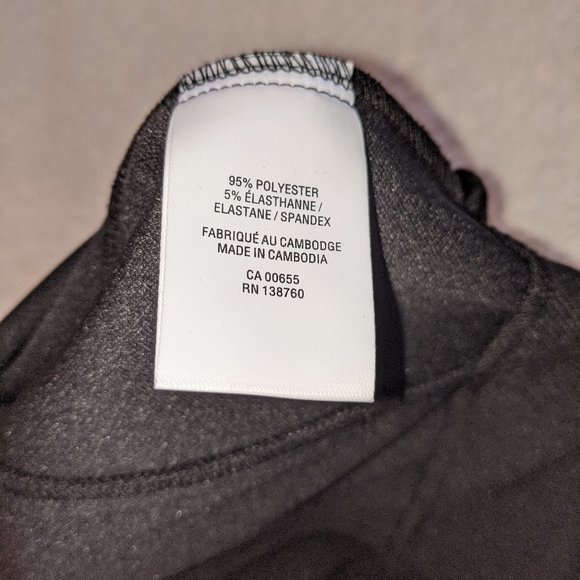 95% POLYESTER
5% ÉLASTHANNE /
ELASTANE / SPANDEX
FABRIQUÉ AU CAMBODGE
MADE IN CAMBODIA
CA 00655
RN 138760